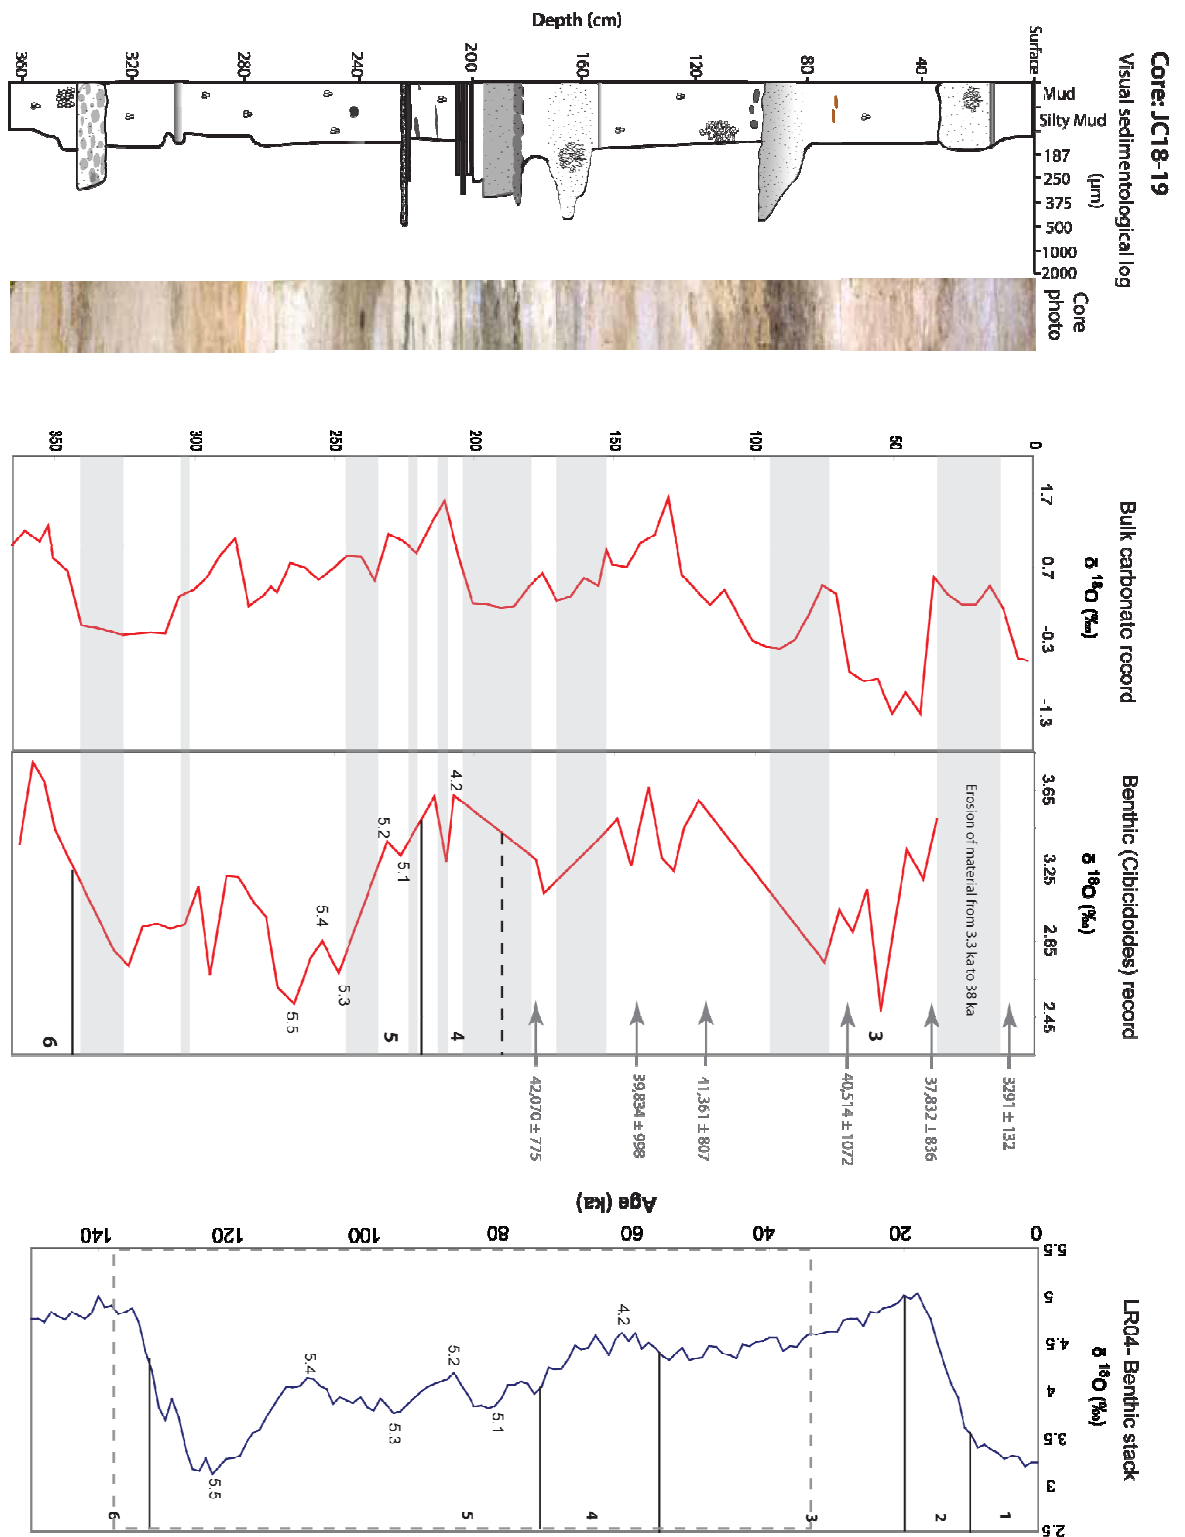 Core: JC18-19
Visual sedimentological log
Depth (cm)
Surface
40
80
120
160
200
240
280
320
360
Mud
Silty Mud
187
250
375
500
1000
2000
(μm)
Core
photo
Bulk carbonate record
δ 18O (‰)
1.7
0.7
-0.3
-1.3
0
50
100
150
200
250
300
350
Benthic (Cibicidoides) record
δ 18O (‰)
3.65
3.25
2.85
2.45
Erosion of material from 3.3 ka to 38 ka
4.2
5.2
5.1
5.4
5.3
5.5
3
4
5
6
3291 ± 132
37,832 ± 836
40,514 ± 1072
41,361 ± 807
39,834 ± 998
42,070 ± 775
LR04- Benthic stack
δ 18O (‰)
Age (ka)
0
20
40
60
80
100
120
140
5.5
5
4.5
4
3.5
3
2.5
4.2
5.2
5.1
5.4
5.3
5.5
1
2
3
4
5
6